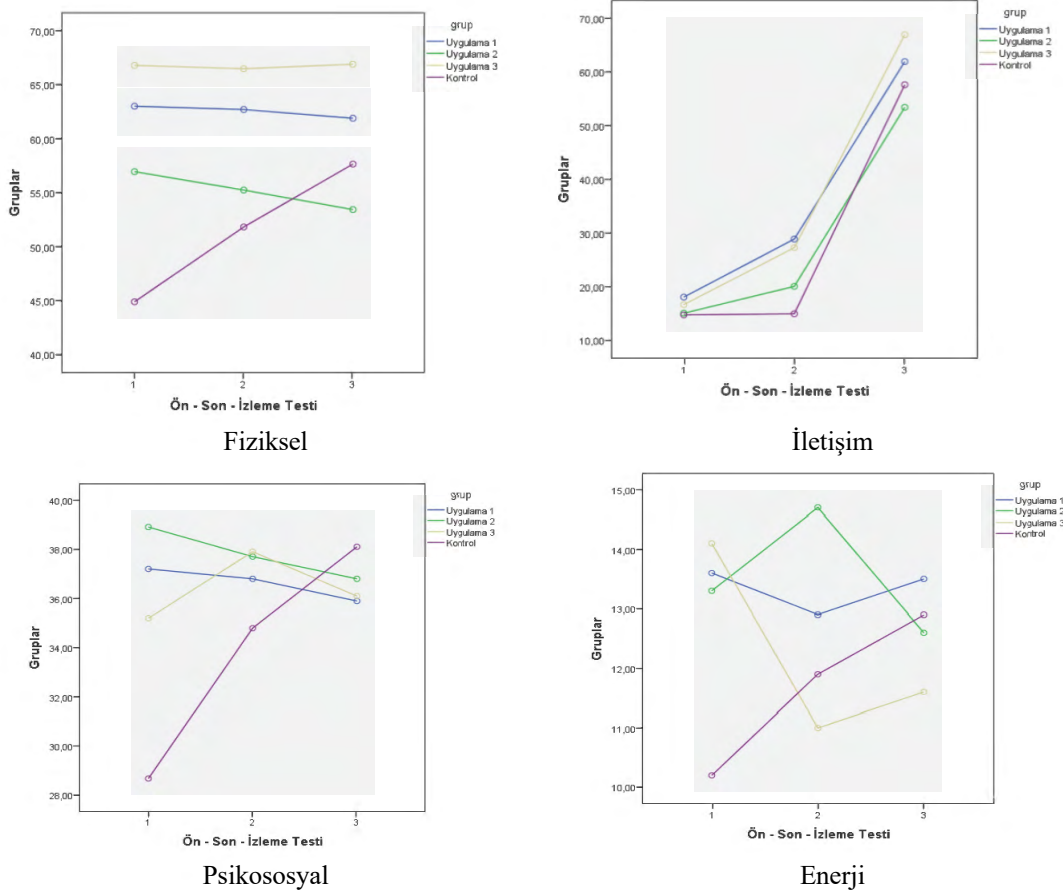 70,00
65,00
60,00
55,00
50,00
45,00
40,00
Gruplar
1 2 3
Ön - Son - İzleme Testi
grup
Uygulama 1
Uygulama 2
Uygulama 3
Kontrol
Fiziksel
70,00
60,00
50,00
40,00
30,00
20,00
10,00
Gruplar
1 2 3
Ön - Son - İzleme Testi
grup
Uygulama 1
Uygulama 2
Uygulama 3
Kontrol
İletişim
40,00
38,00
36,00
34,00
32,00
30,00
28,00
Gruplar
1 2 3
Ön - Son - İzleme Testi
grup
Uygulama 1
Uygulama 2
Uygulama 3
Kontrol
Psikososyal
15,00
14,00
13,00
12,00
11,00
10,00
Gruplar
1 2 3
Ön - Son - İzleme Testi
grup
Uygulama 1
Uygulama 2
Uygulama 3
Kontrol
Enerji